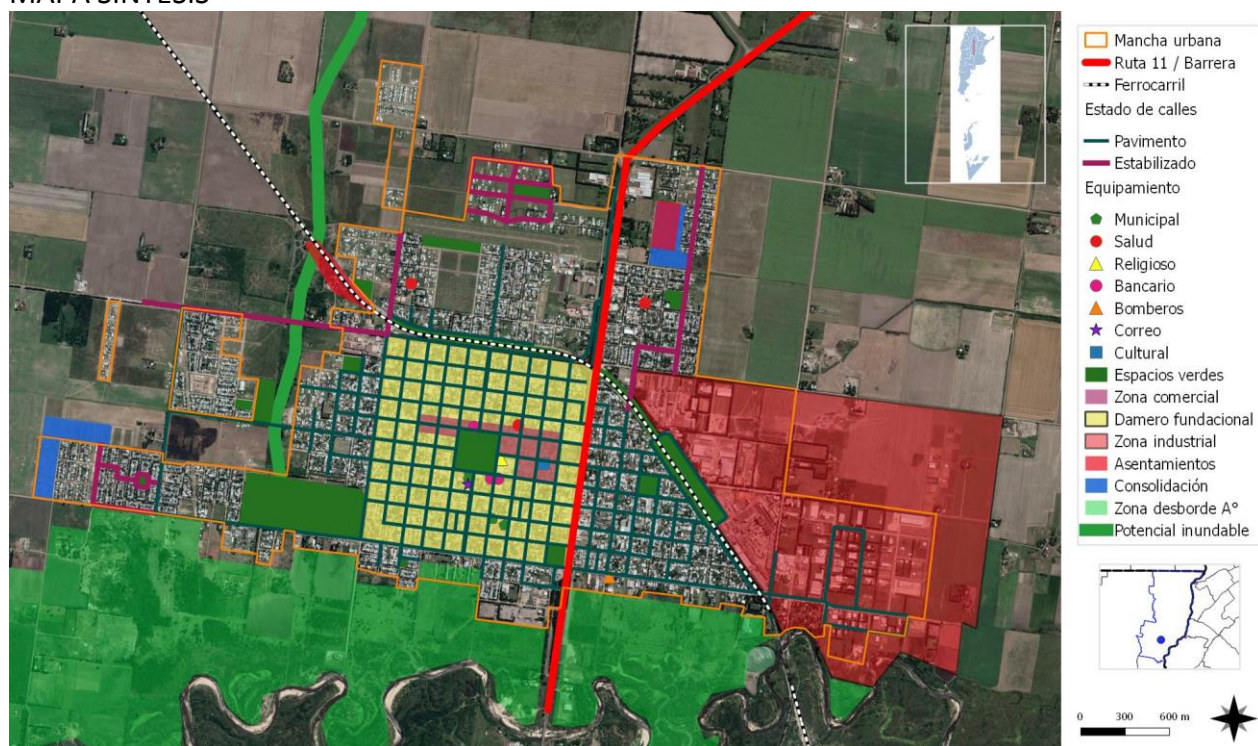 MAPA SINTESIS
Mancha urbana
Ruta 11 / Barrera
Ferrocarril
Estado de calles
Pavimento
Estabilizado
Equipamiento
Municipal
Salud
Religioso
Bancario
Bomberos
Correo
Cultural
Espacios verdes
Zona comercial
Damero fundacional
Zona industrial
Asentamientos
Consolidación
Zona desborde A°
Potencial inundable
0 300 600 m